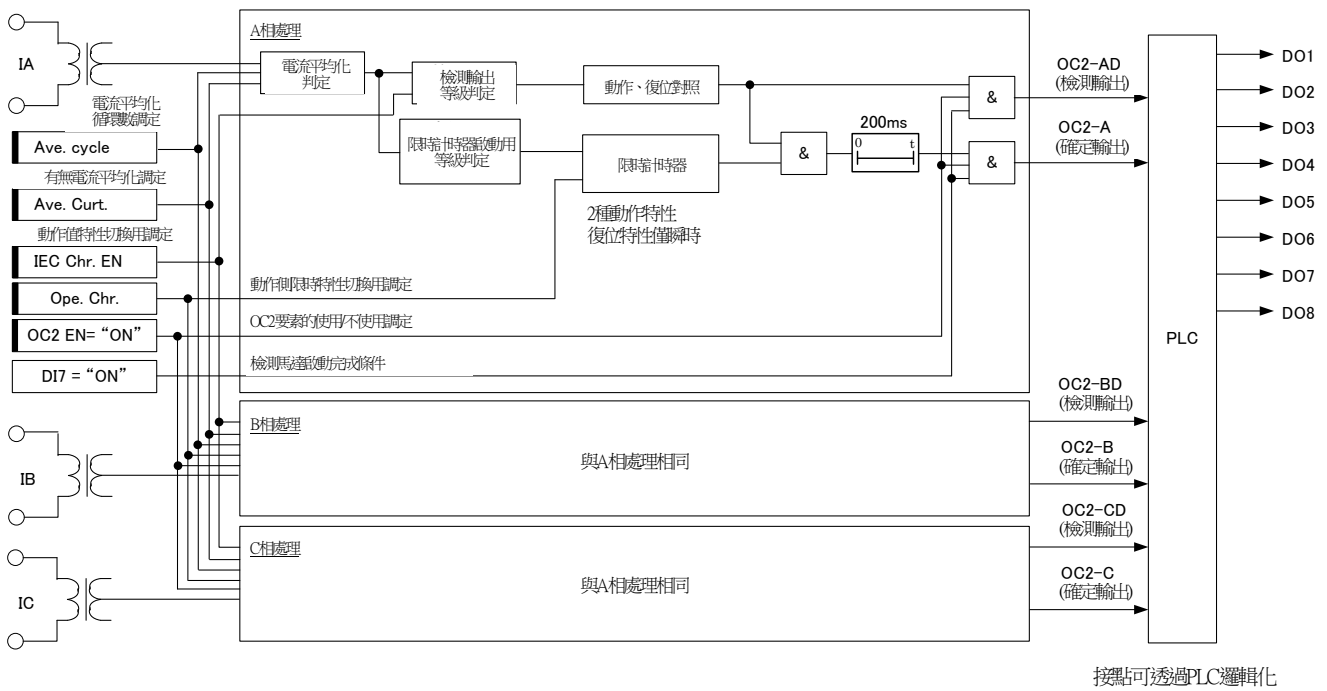 IA
電流平均化
循環數調定
Ave. cycle
有無電流平均化調定
Ave. Curt.
動作值特性切換用調定
IEC Chr. EN
Ope. Chr.
OC2 EN= “ON”
DI7 = “ON”
IB
IC
A相處理
電流平均化
判定
檢測輸出
等級判定
動作、復位對照
限時計時器啟動用
等級判定
限時計時器
2種動作特性
復位特性僅瞬時
&
200ms
0 t
&
&
動作側限時特性切換用調定
OC2要素的使用/不使用調定
檢測馬達啟動完成條件
B相處理
與A相處理相同
C相處理
與A相處理相同
OC2-AD
(檢測輸出)
OC2-A
(確定輸出)
OC2-BD
(檢測輸出)
OC2-B
(確定輸出)
OC2-CD
(檢測輸出)
OC2-C
(確定輸出)
PLC
DO1
DO2
DO3
DO4
DO5
DO6
DO7
DO8
接點可透過PLC邏輯化